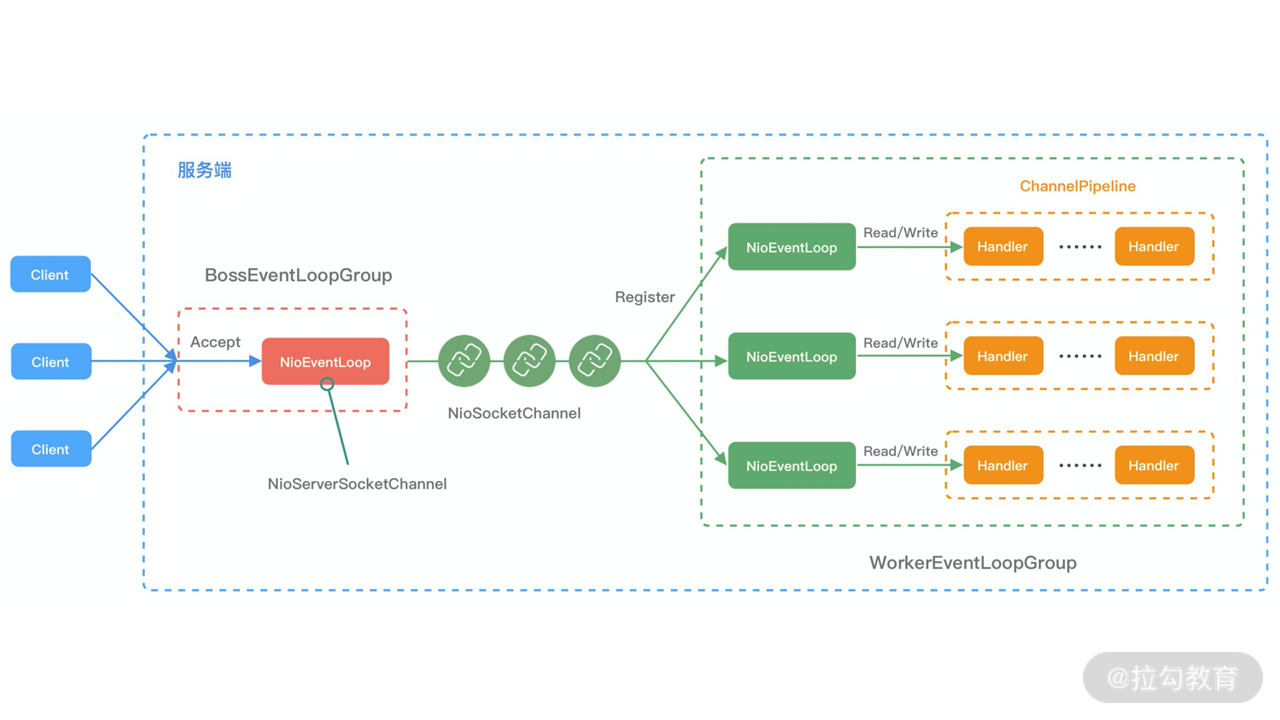 服务端
ChannelPipeline
NioEventLoop
Read/Write
Handler
······
Handler
Client
BossEventLoopGroup
Register
Accept
NioEventLoop
Client
NioSocketChannel
NioEventLoop
Read/Write
Handler
······
Handler
Client
NioServerSocketChannel
NioEventLoop
Read/Write
Handler
······
Handler
WorkerEventLoopGroup
@拉勾教育